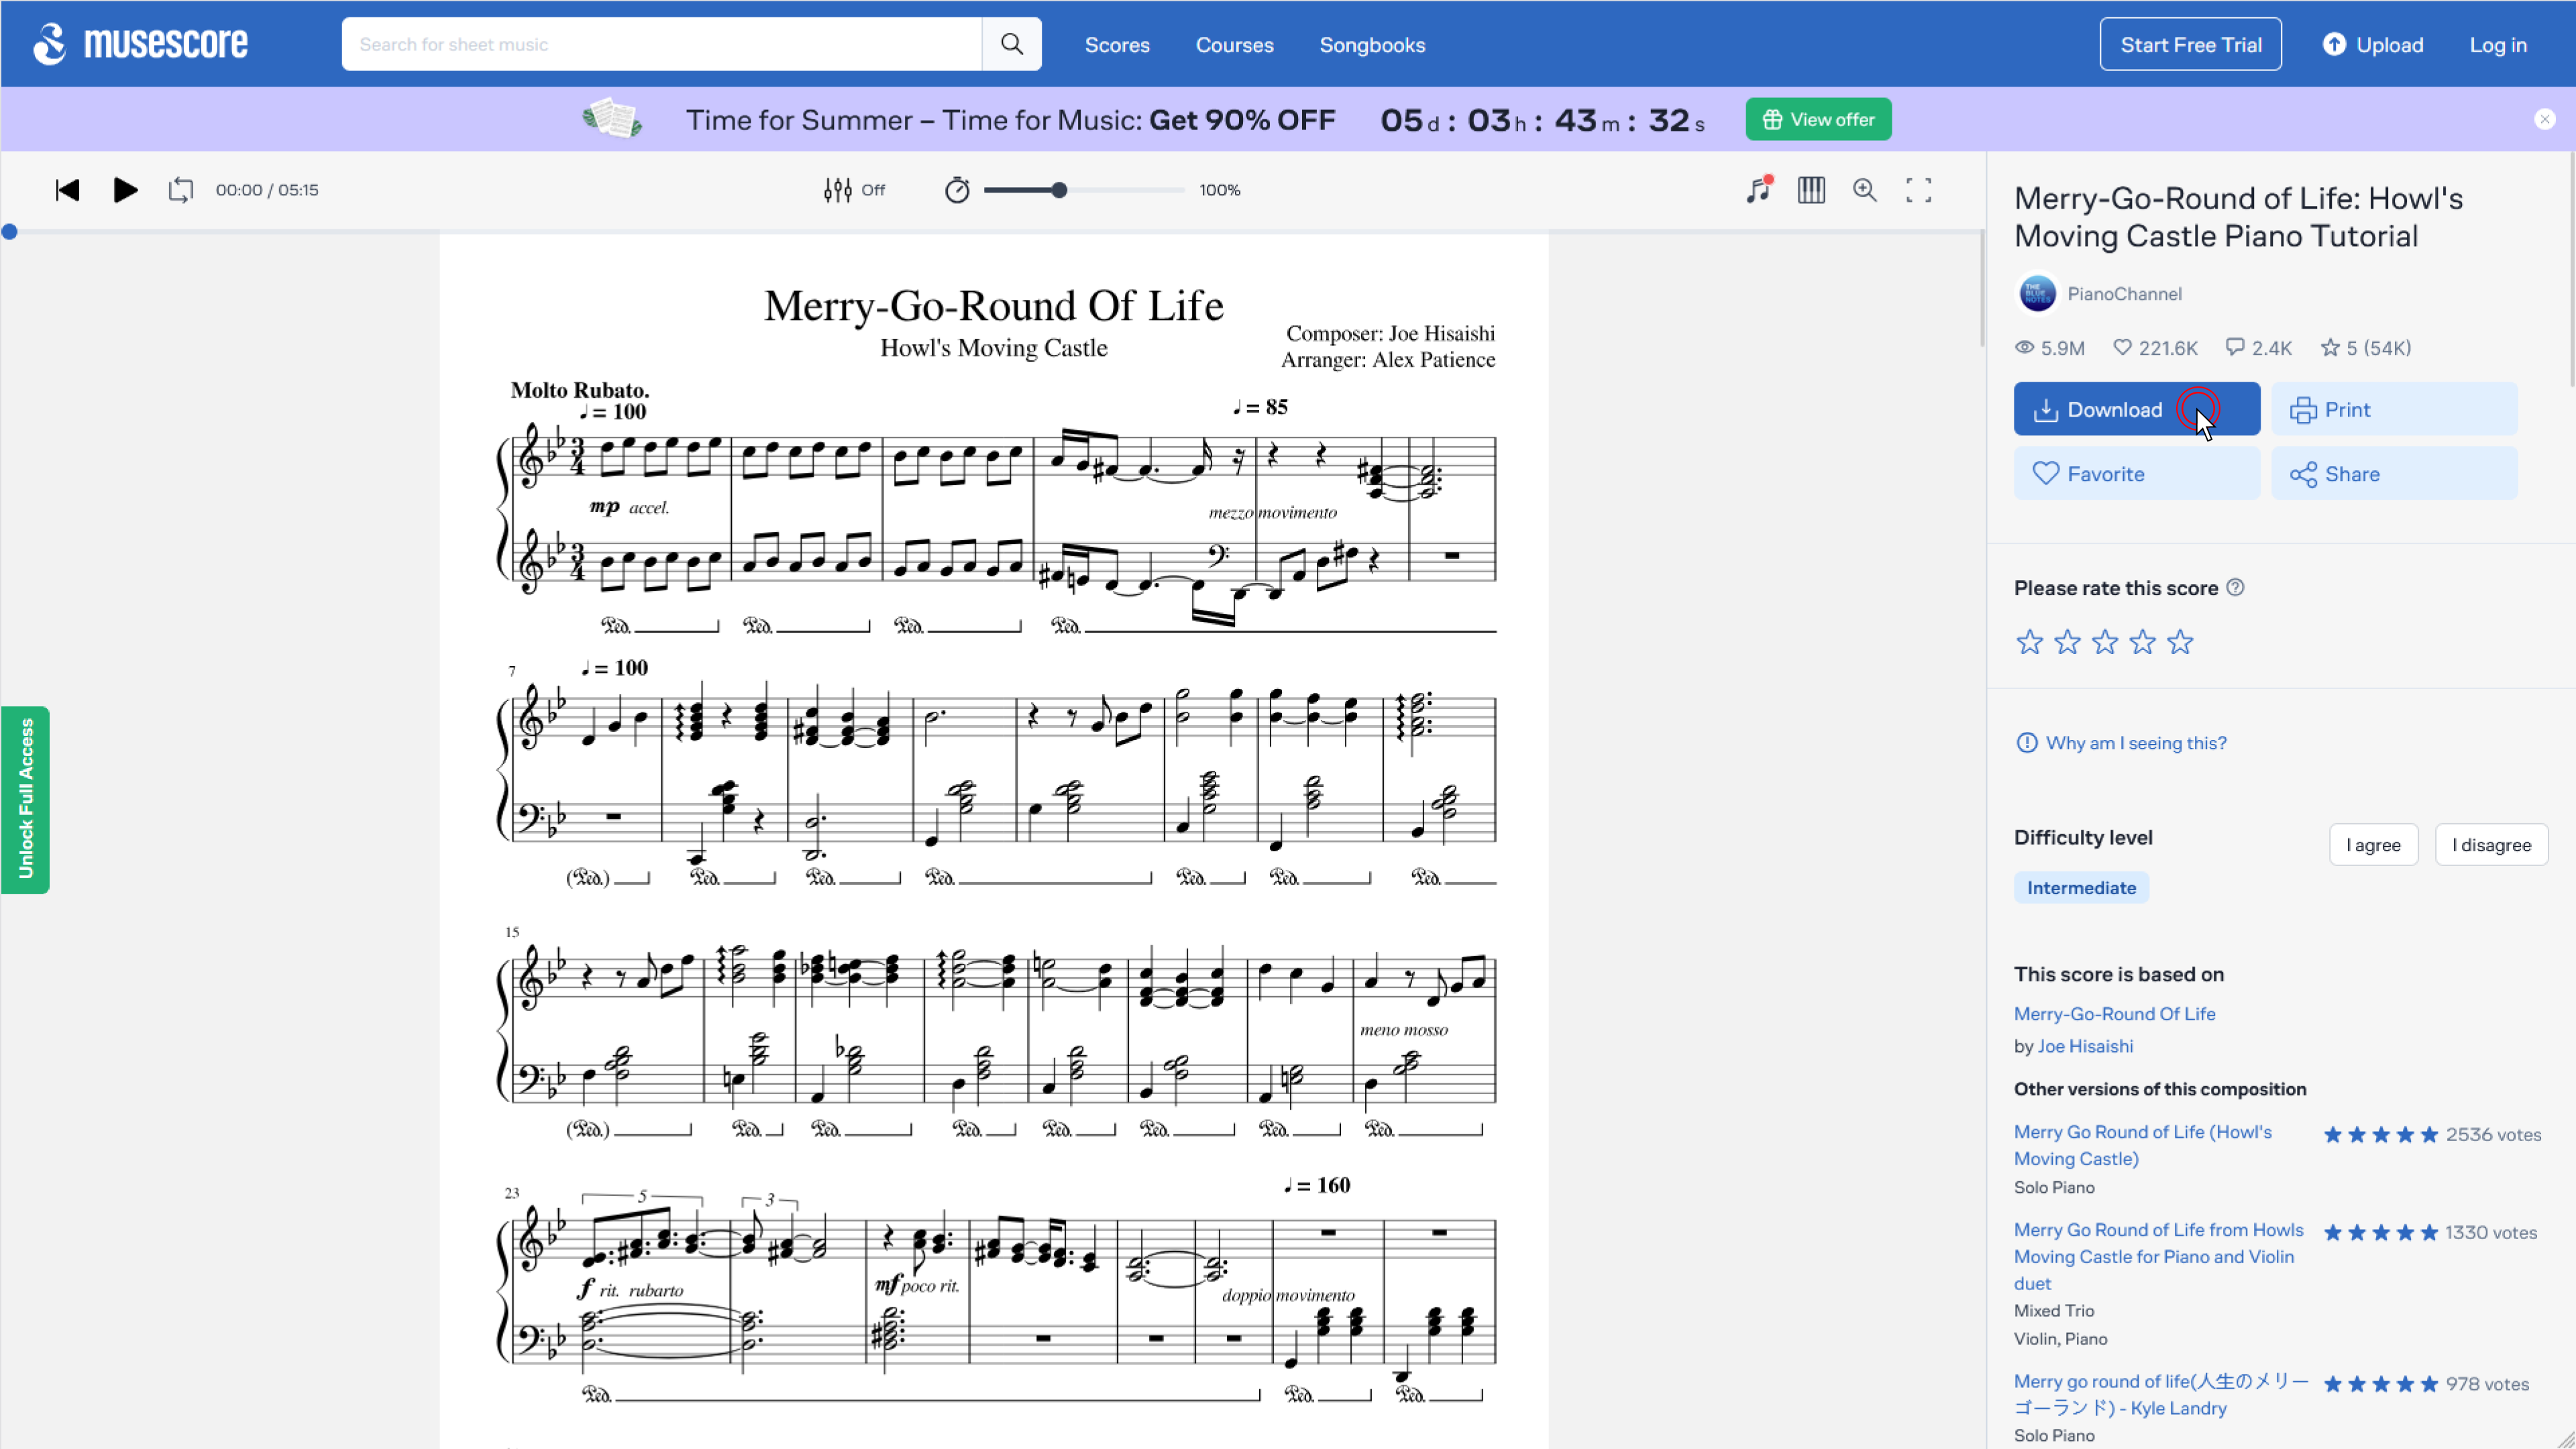 musescore
Search for sheet music
Scores
Courses
Songbooks
Start Free Trial
Upload
Log in
Time for Summer – Time for Music: Get 90% OFF
05 d : 03 h : 43 m : 32 s
View offer
00:00 / 05:15
Off
100%
Merry-Go-Round Of Life
Howl's Moving Castle
Composer: Joe Hisaishi
Arranger: Alex Patience
Molto Rubato.
♩ = 100
♩ = 85
mp accel.
mezzo movimento
7
♩ = 100
15
meno mosso
23
5
3
♩ = 160
f rit. rubarto
mf poco rit.
doppio movimento
Unlock Full Access
Merry-Go-Round of Life: Howl's
Moving Castle Piano Tutorial
THE BLUE NOTES
PianoChannel
5.9M
221.6K
2.4K
5 (54K)
Download
Print
Favorite
Share
Please rate this score
Why am I seeing this?
Difficulty level
I agree
I disagree
Intermediate
This score is based on
Merry-Go-Round Of Life
by Joe Hisaishi
Other versions of this composition
Merry Go Round of Life (Howl's
Moving Castle)
2536 votes
Solo Piano
Merry Go Round of Life from Howls
Moving Castle for Piano and Violin
duet
1330 votes
Mixed Trio
Violin, Piano
Merry go round of life(人生のメリー
ゴーランド) - Kyle Landry
978 votes
Solo Piano